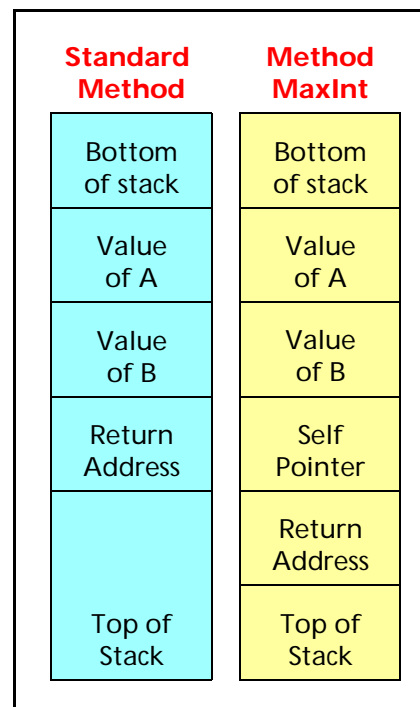 Standard
Method
Bottom
of stack
Value
of A
Value
of B
Return
Address
Top of
Stack
Method
MaxInt
Bottom
of stack
Value
of A
Value
of B
Self
Pointer
Return
Address
Top of
Stack